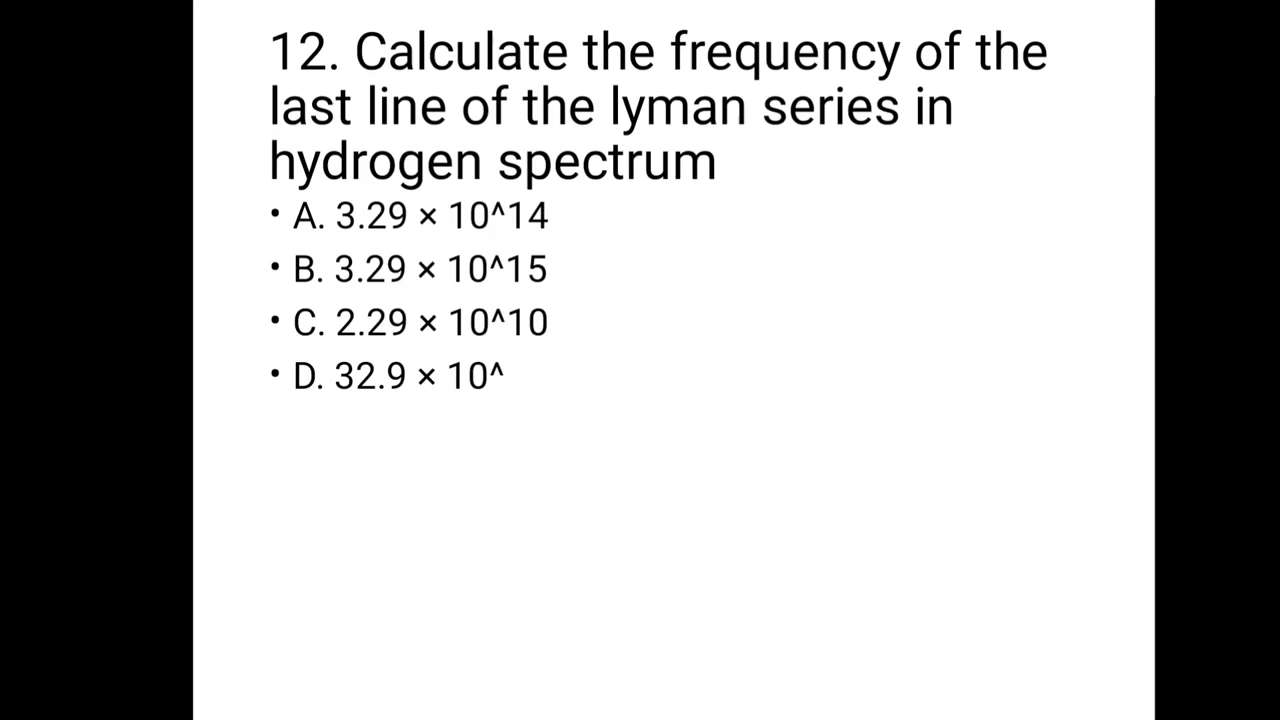 12. Calculate the frequency of the
last line of the lyman series in
hydrogen spectrum
• A. 3.29 × 10^14
• B. 3.29 × 10^15
• C. 2.29 × 10^10
• D. 32.9 × 10^